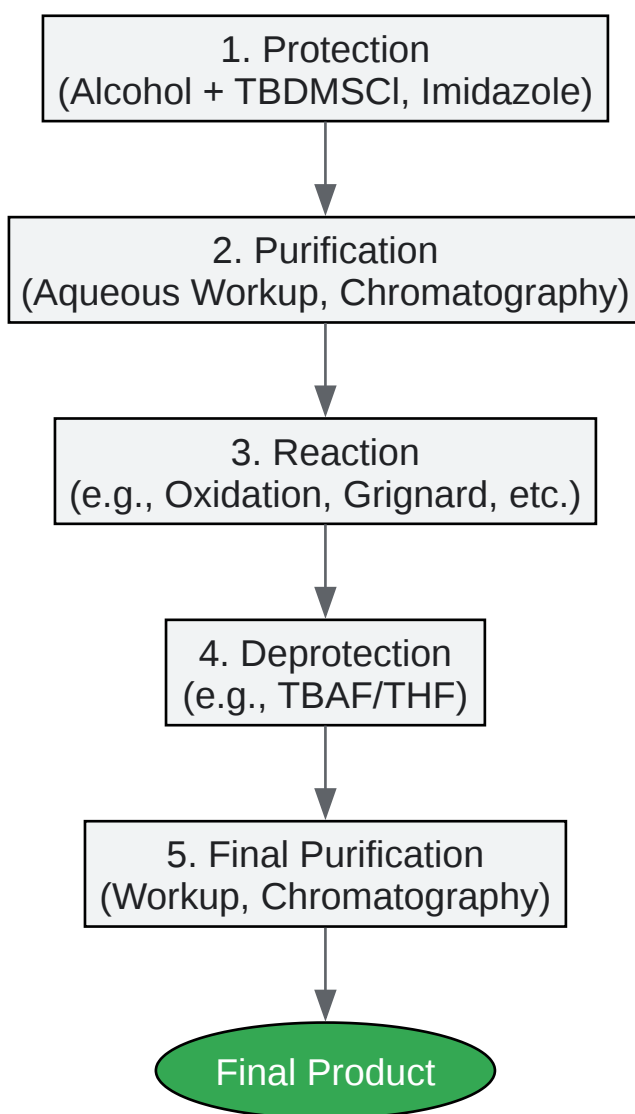 1. Protection
(Alcohol + TBDMSCl, Imidazole)
2. Purification
(Aqueous Workup, Chromatography)
3. Reaction
(e.g., Oxidation, Grignard, etc.)
4. Deprotection
(e.g., TBAF/THF)
5. Final Purification
(Workup, Chromatography)
Final Product